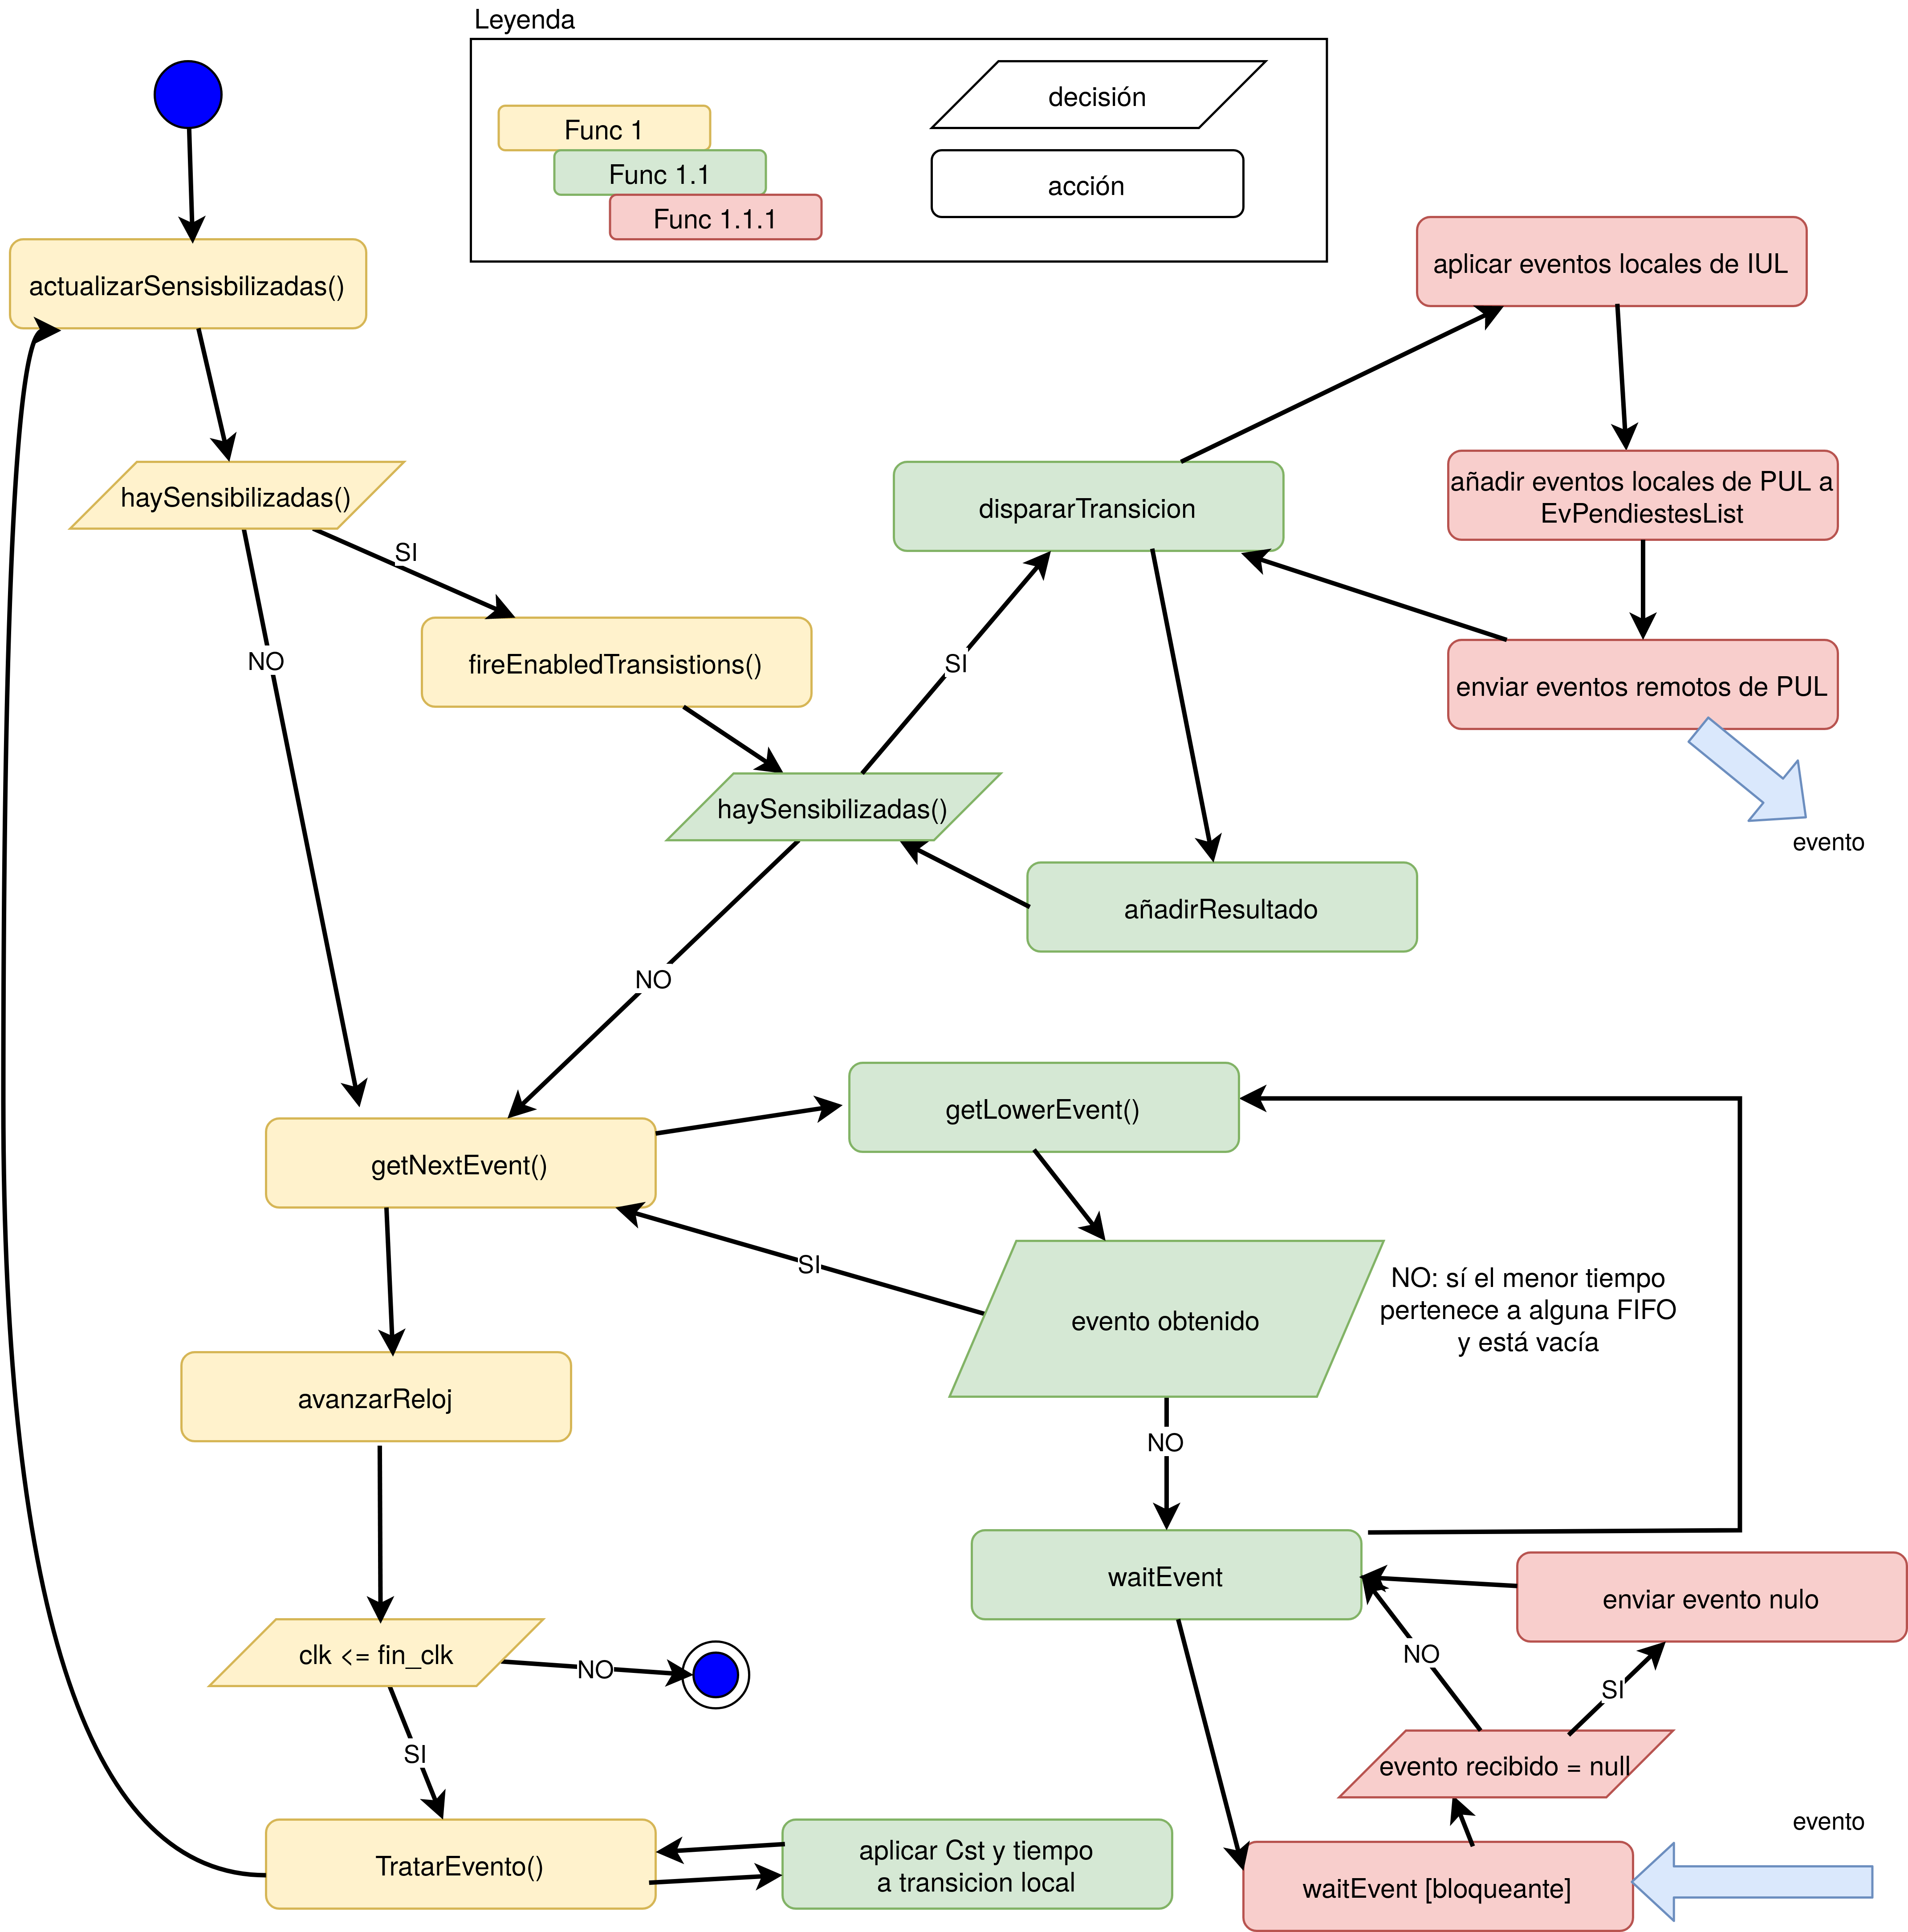 Leyenda
Func 1
Func 1.1
Func 1.1.1
decisión
acción
actualizarSensisbilizadas()
aplicar eventos locales de IUL
haySensibilizadas()
SI
NO
dispararTransicion
añadir eventos locales de PUL a
EvPendiestesList
fireEnabledTransistions()
SI
enviar eventos remotos de PUL
haySensibilizadas()
evento
añadirResultado
NO
getLowerEvent()
getNextEvent()
SI
evento obtenido
NO: sí el menor tiempo
pertenece a alguna FIFO
y está vacía
avanzarReloj
NO
waitEvent
enviar evento nulo
clk <= fin_clk
NO
NO
SI
SI
evento recibido = null
evento
TratarEvento()
aplicar Cst y tiempo
a transicion local
waitEvent [bloqueante]